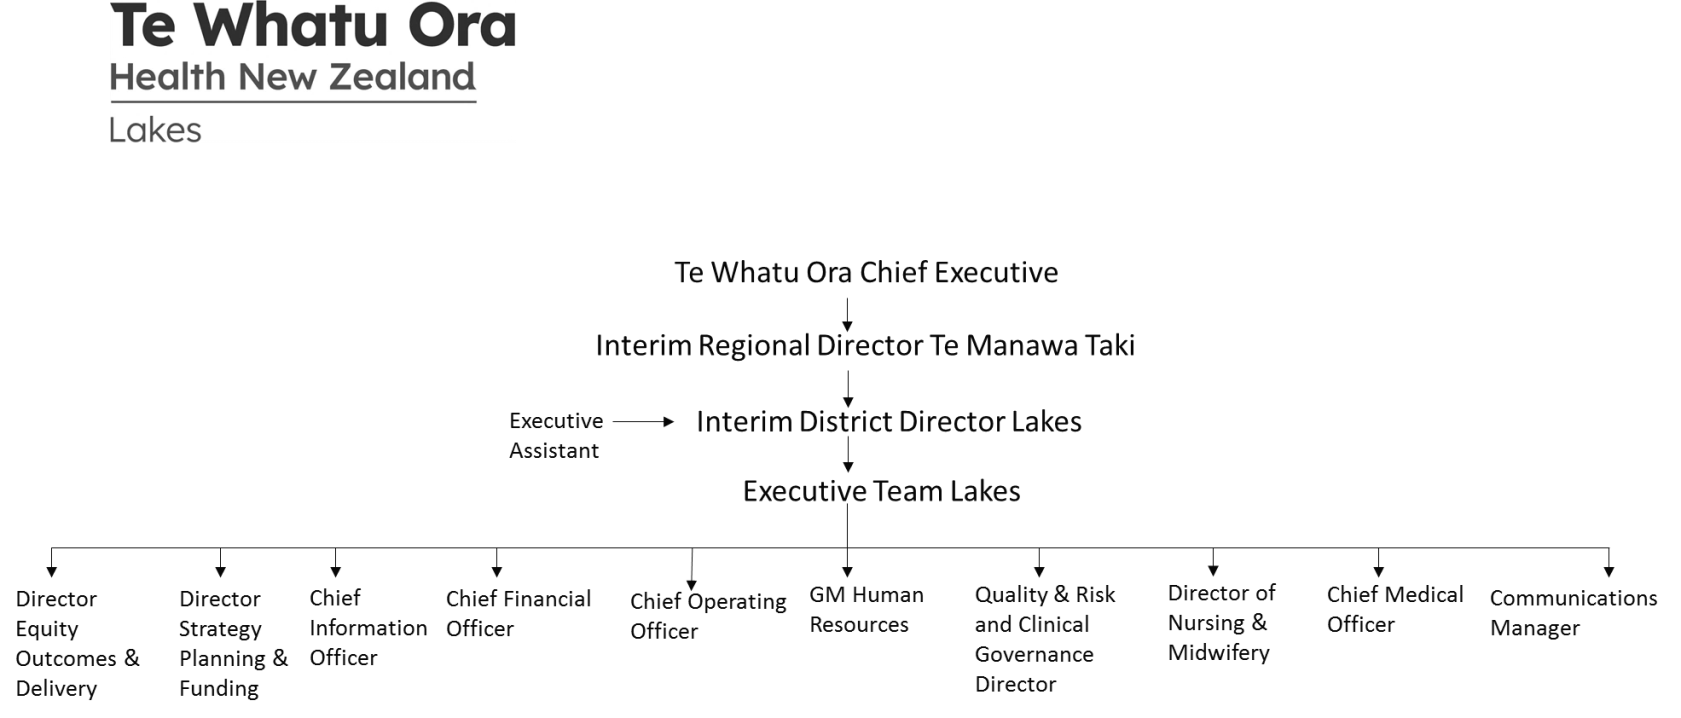 Te Whatu Ora
Health New Zealand
Lakes
Te Whatu Ora Chief Executive
Interim Regional Director Te Manawa Taki
Executive
Assistant
Interim District Director Lakes
Executive Team Lakes
Director
Equity
Outcomes &
Delivery
Director
Strategy
Planning &
Funding
Chief
Information
Officer
Chief Financial
Officer
Chief Operating
Officer
GM Human
Resources
Quality & Risk
and Clinical
Governance
Director
Director of
Nursing &
Midwifery
Chief Medical
Officer
Communications
Manager